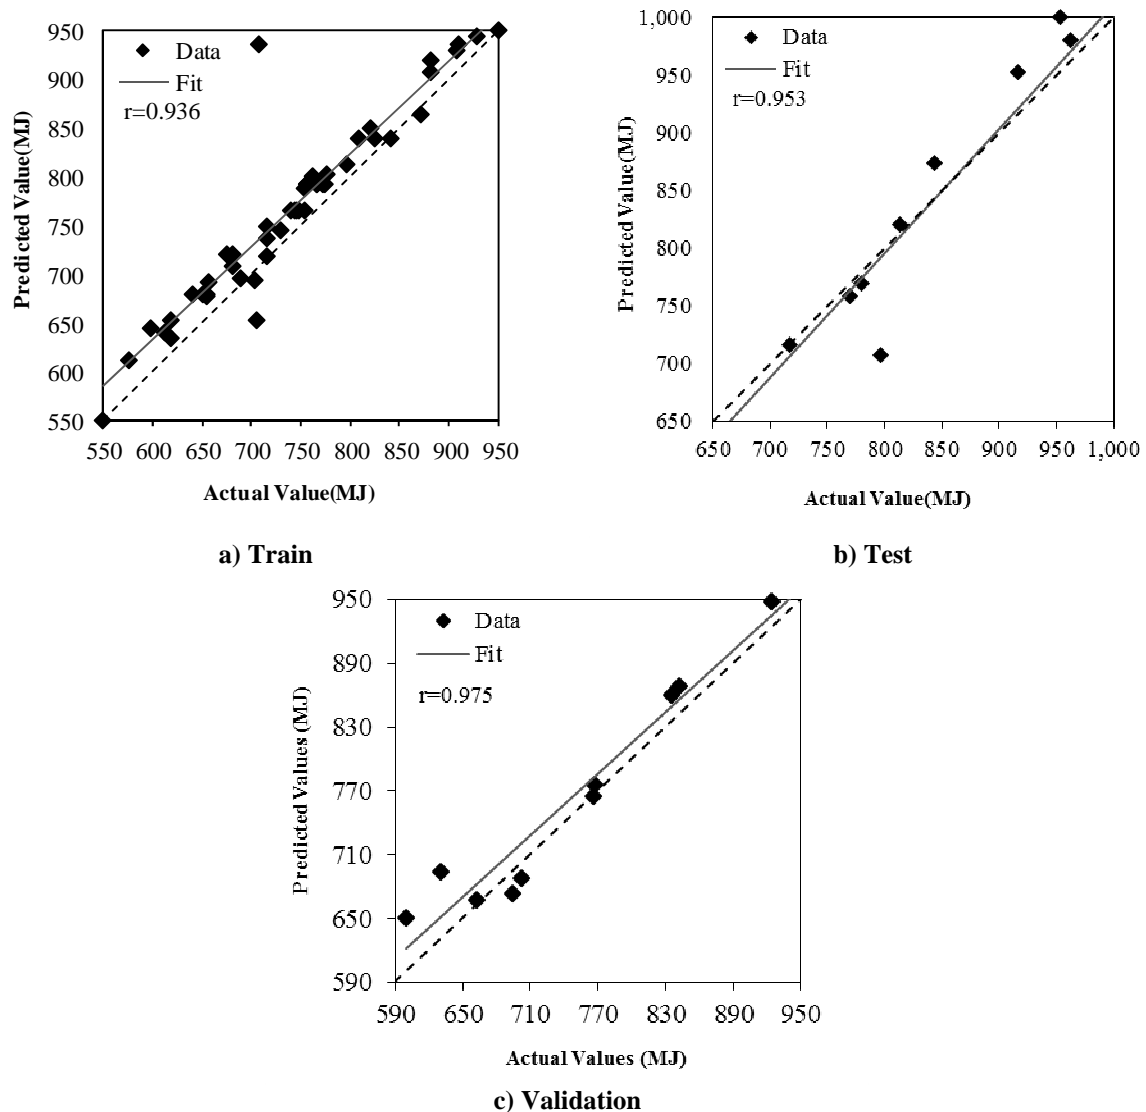 950
900
850
800
750
700
650
600
550
Predicted Value(MJ)
Data
Fit
r=0.936
550 600 650 700 750 800 850 900 950
Actual Value(MJ)
a) Train
1,000
950
900
850
800
750
700
650
Predicted Value(MJ)
Data
Fit
r=0.953
650 700 750 800 850 900 950 1,000
Actual Value(MJ)
b) Test
950
890
830
770
710
650
590
Predicted Values (MJ)
Data
Fit
r=0.975
590 650 710 770 830 890 950
Actual Values (MJ)
c) Validation